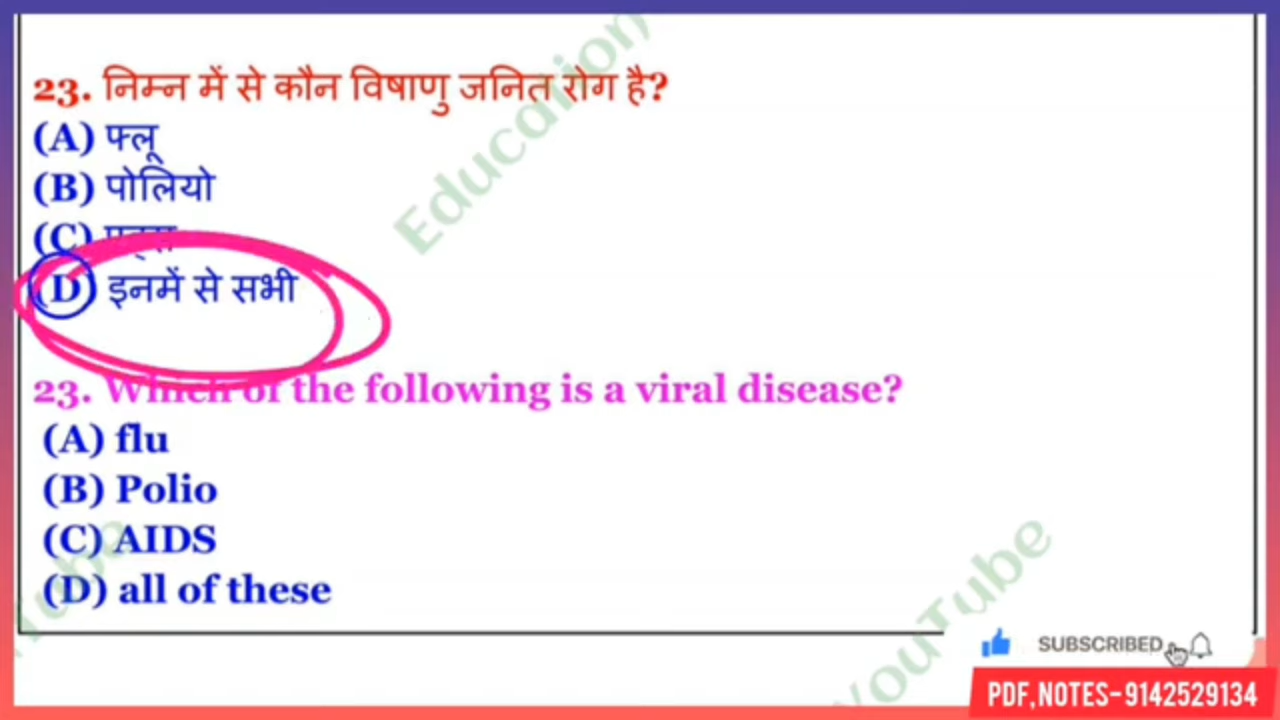 23. निम्न में से कौन विषाणु जनित रोग है?
(A) फ्लू
(B) पोलियो
(C)
(D) इनमें से सभी
23. Which of the following is a viral disease?
(A) flu
(B) Polio
(C) AIDS
(D) all of these
Education
YouTube
SUBSCRIBED
PDF,NOTES-9142529134